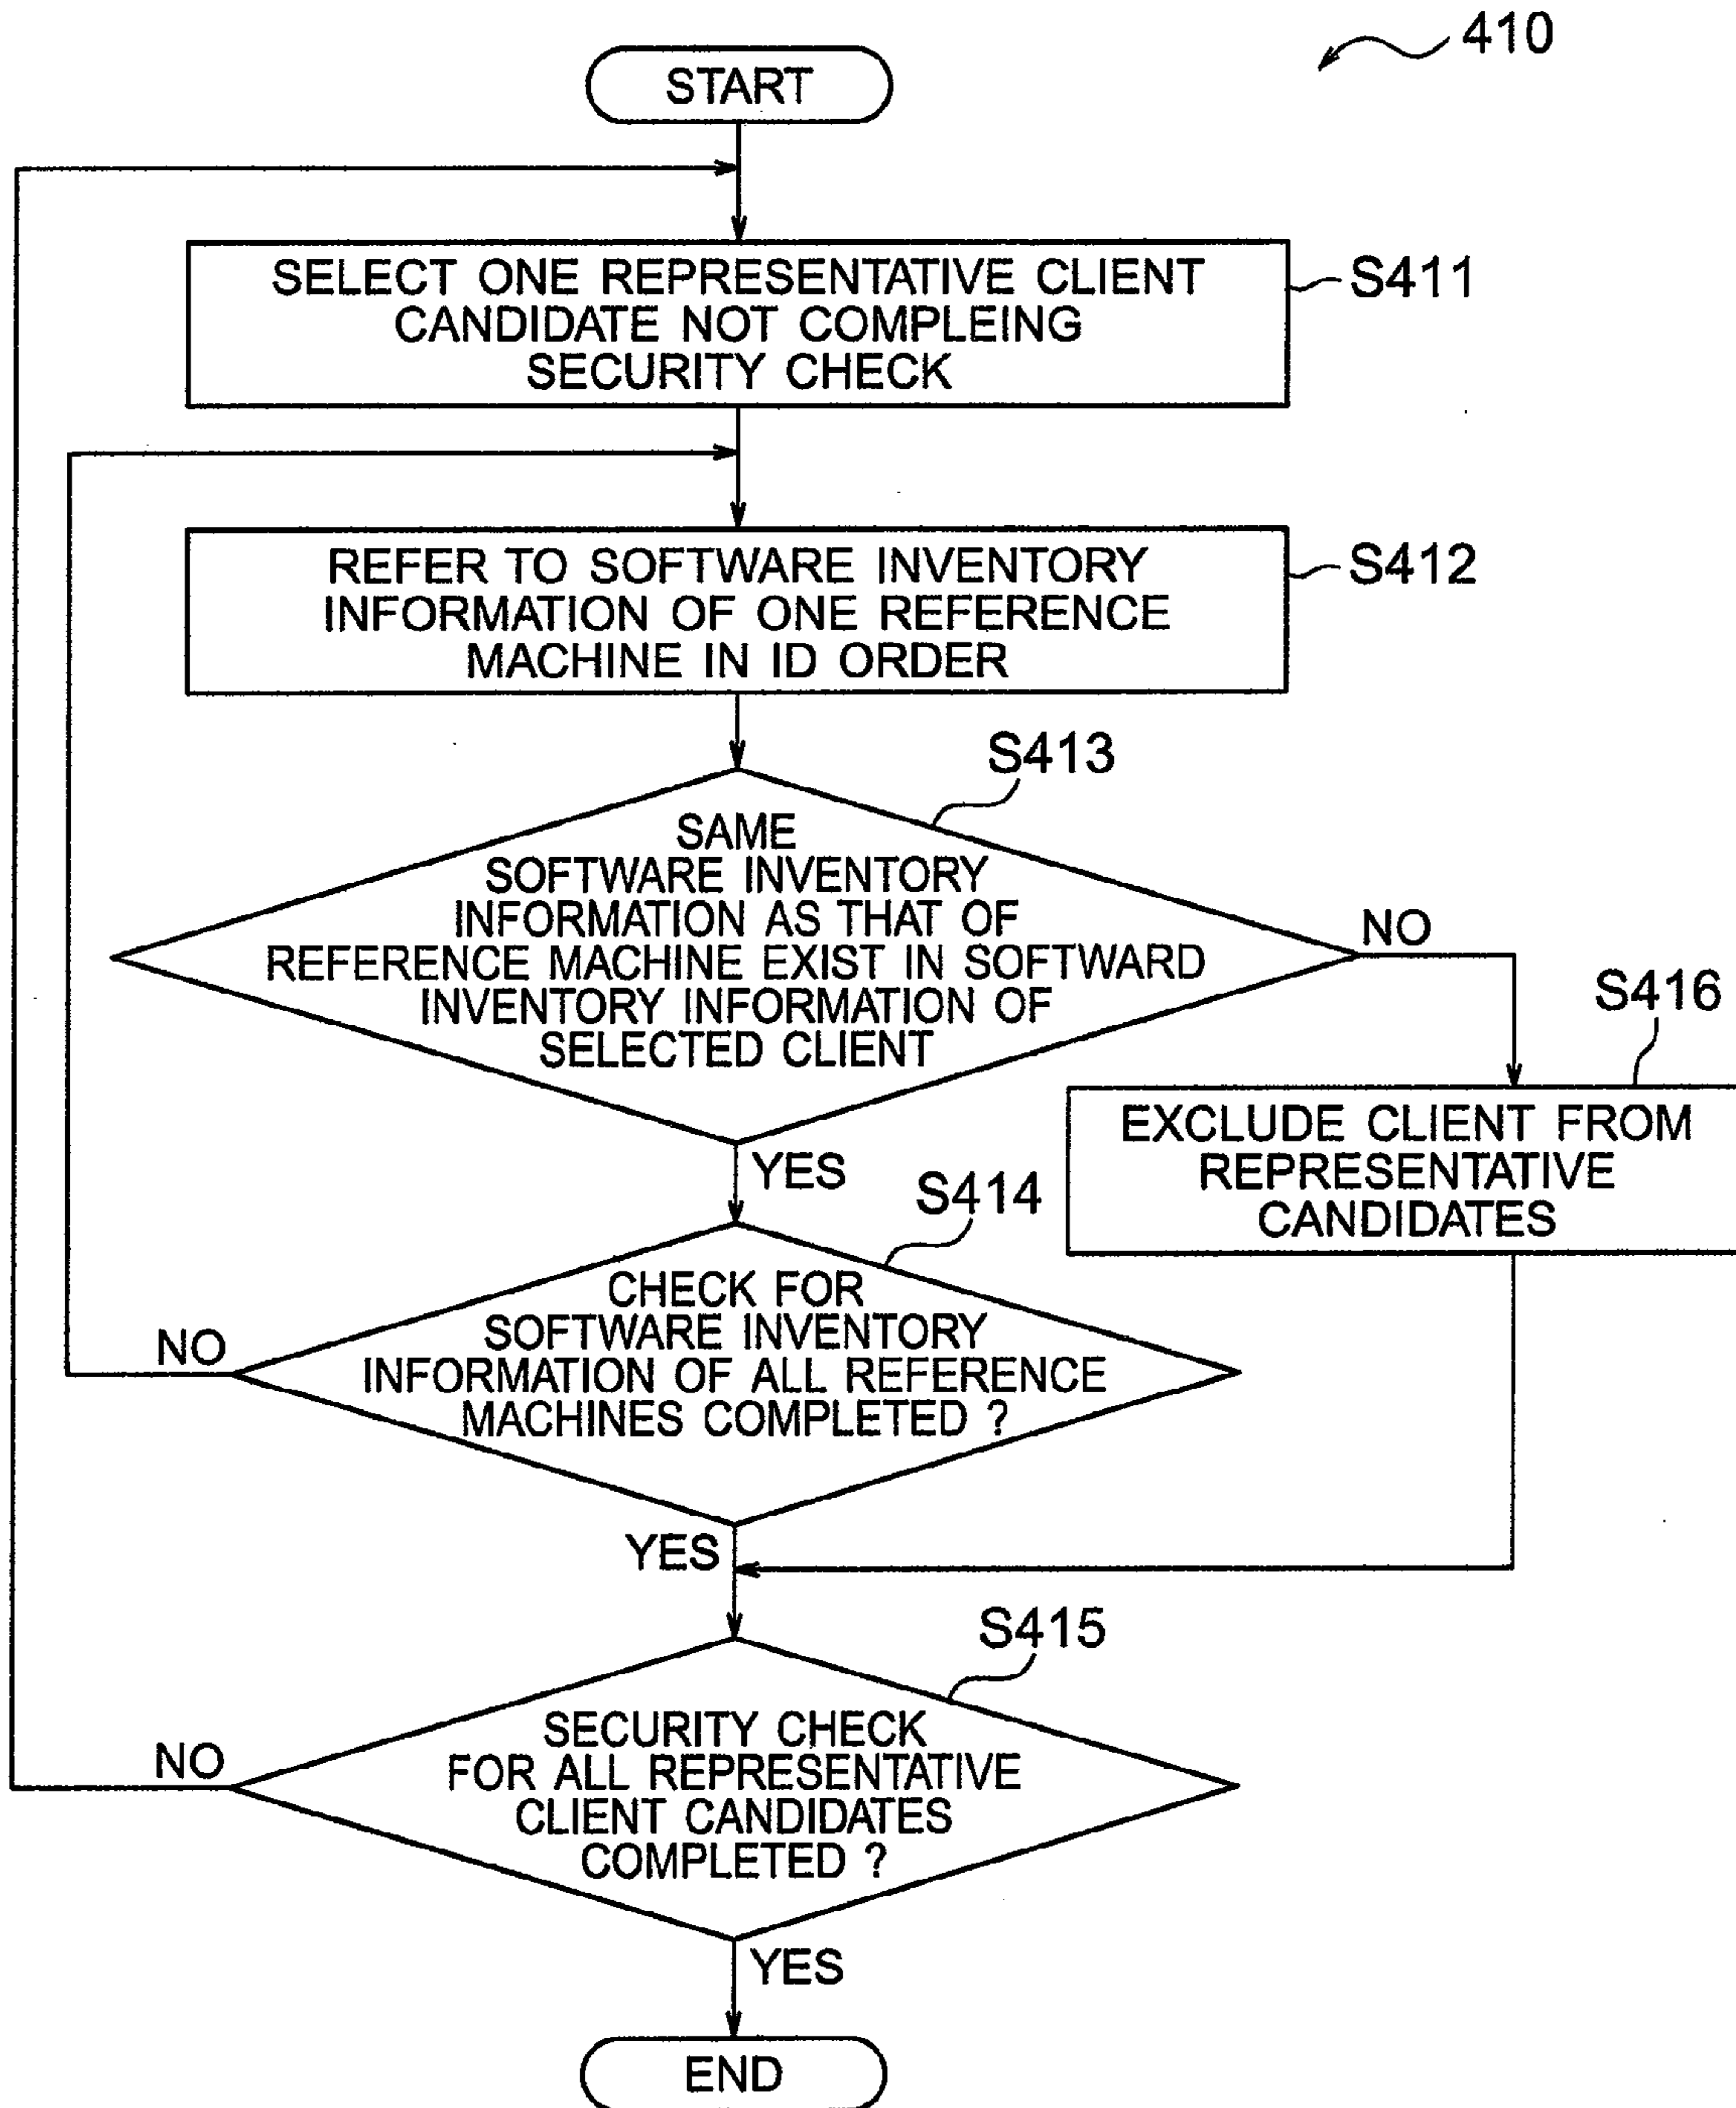 410
START
SELECT ONE REPRESENTATIVE CLIENT
CANDIDATE NOT COMPLEING
SECURITY CHECK
S411
REFER TO SOFTWARE INVENTORY
INFORMATION OF ONE REFERENCE
MACHINE IN ID ORDER
S412
S413
SAME
SOFTWARE INVENTORY
INFORMATION AS THAT OF
REFERENCE MACHINE EXIST IN SOFTWARD
INVENTORY INFORMATION OF
SELECTED CLIENT
NO
S416
EXCLUDE CLIENT FROM
REPRESENTATIVE
CANDIDATES
YES
S414
CHECK FOR
SOFTWARE INVENTORY
INFORMATION OF ALL REFERENCE
MACHINES COMPLETED ?
NO
YES
S415
SECURITY CHECK
FOR ALL REPRESENTATIVE
CLIENT CANDIDATES
COMPLETED ?
NO
YES
END